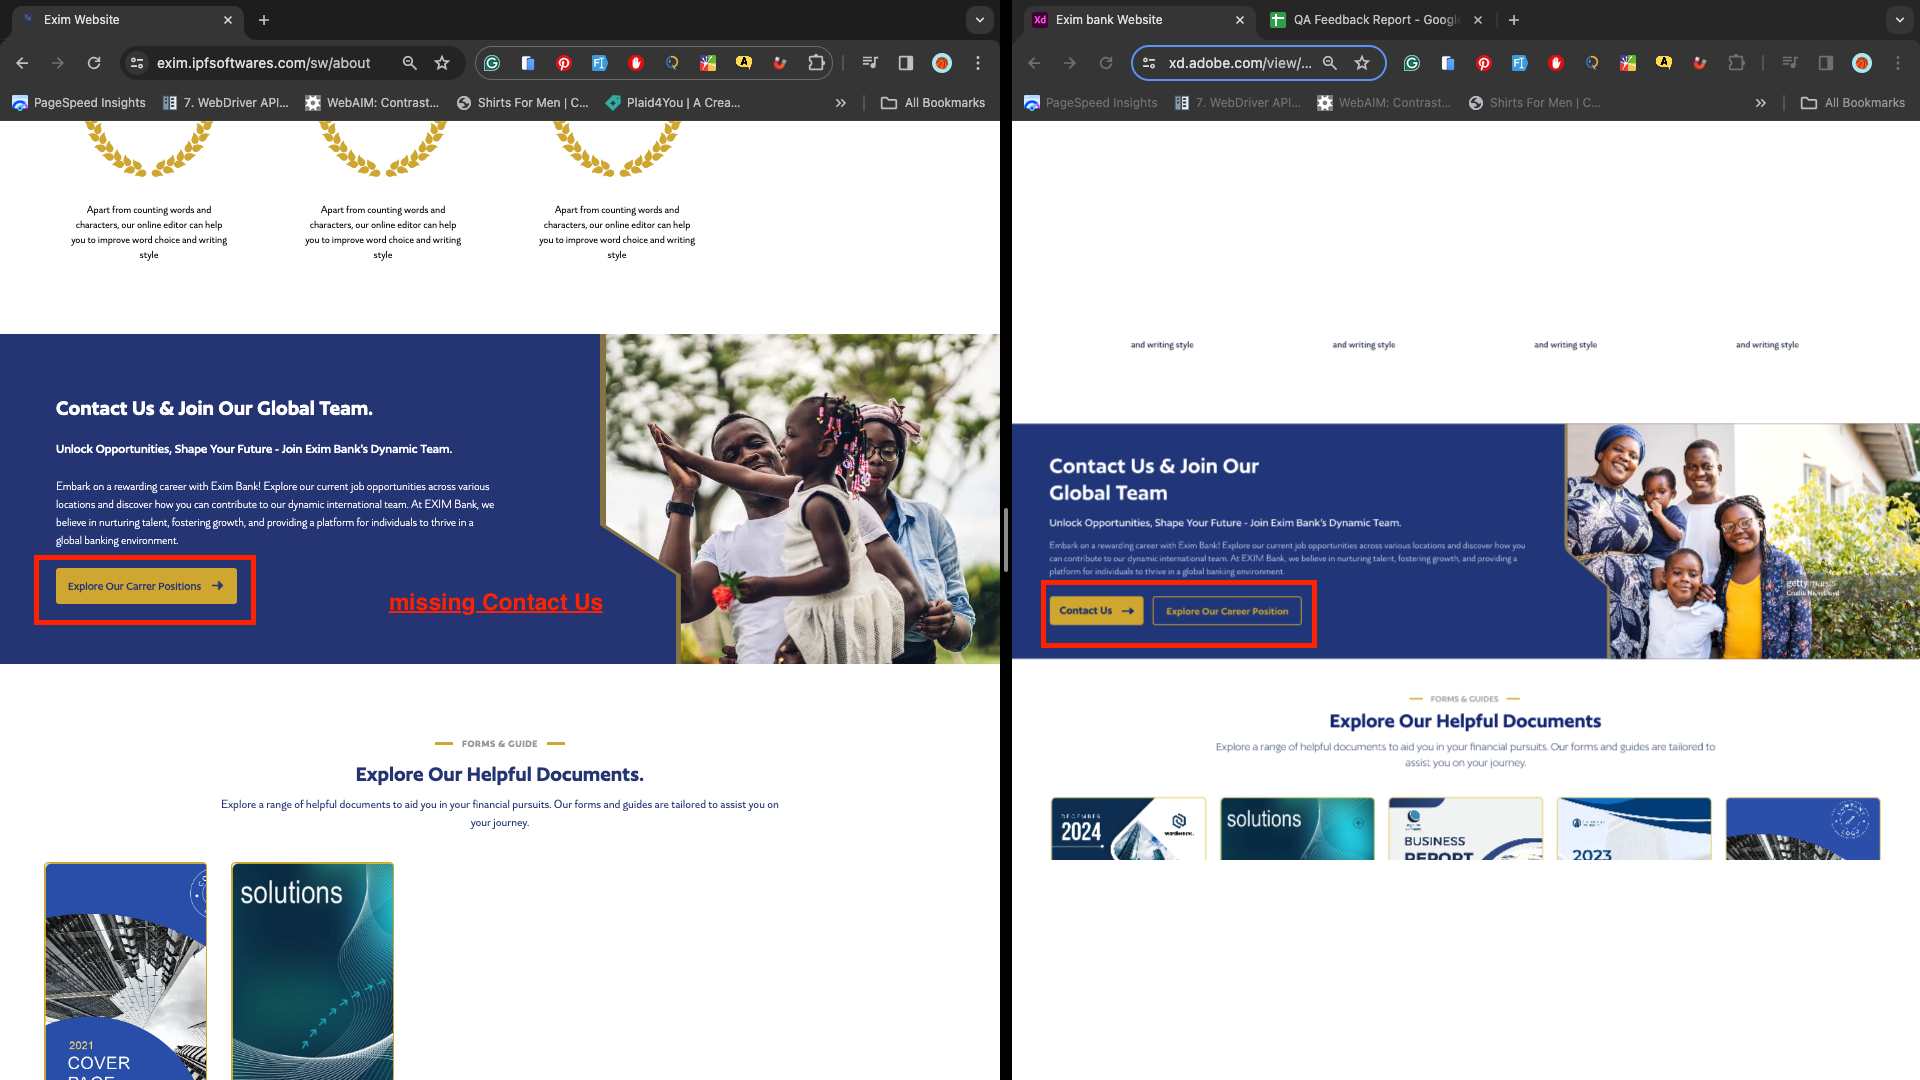 Exim Website
exim.ipfsoftwares.com/sw/about
PageSpeed Insights
7. WebDriver API...
WebAIM: Contrast...
Shirts For Men | C...
Plaid4You | A Crea...
All Bookmarks
Apart from counting words and
characters, our online editor can help
you to improve word choice and writing
style
Apart from counting words and
characters, our online editor can help
you to improve word choice and writing
style
Apart from counting words and
characters, our online editor can help
you to improve word choice and writing
style
Contact Us & Join Our Global Team.
Unlock Opportunities, Shape Your Future - Join Exim Bank's Dynamic Team.
Embark on a rewarding career with Exim Bank! Explore our current job opportunities across various
locations and discover how you can contribute to our dynamic international team. At EXIM Bank, we
believe in nurturing talent, fostering growth, and providing a platform for individuals to thrive in a
global banking environment.
Explore Our Carrer Positions
missing Contact Us
FORMS & GUIDE
Explore Our Helpful Documents.
Explore a range of helpful documents to aid you in your financial pursuits. Our forms and guides are tailored to assist you on
your journey.
2021
COVER
PAGE
solutions
Exim bank Website
QA Feedback Report - Google
xd.adobe.com/view/...
PageSpeed Insights
7. WebDriver API...
WebAIM: Contrast...
Shirts For Men | C...
All Bookmarks
and writing style
and writing style
and writing style
and writing style
Contact Us & Join Our
Global Team
Unlock Opportunities, Shape Your Future - Join Exim Bank's Dynamic Team.
Embark on a rewarding career with Exim Bank! Explore our current job opportunities across various locations and discover how you
can contribute to our dynamic international team. At EXIM Bank, we believe in nurturing talent, fostering growth, and providing a
platform for individuals to thrive in a global banking environment.
Contact Us
Explore Our Career Position
gettyimages
FORMS & GUIDES
Explore Our Helpful Documents
Explore a range of helpful documents to aid you in your financial pursuits. Our forms and guides are tailored to
assist you on your journey.
DECEMBER
2024
solutions
BUSINESS
REPORT
2023